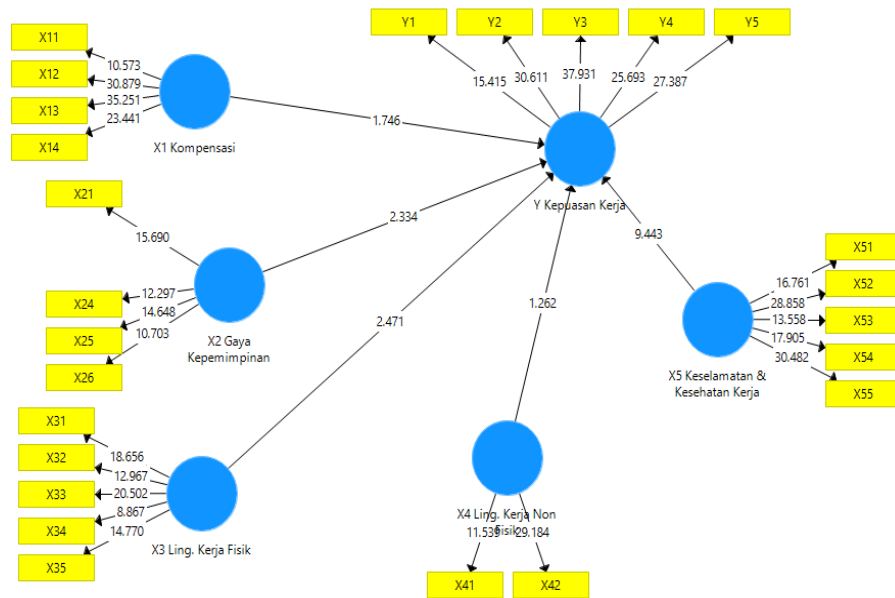 Y1
Y2
Y3
Y4
Y5
X11
X12
X13
X14
10.573
30.879
35.251
23.441
X1 Kompensasi
15.415
30.611
37.931
25.693
27.387
1.746
Y Kepuasan Kerja
X21
15.690
2.334
9.443
X24
X25
X26
12.297
14.648
10.703
X2 Gaya
Kepemimpinan
2.471
1.262
X51
X52
X53
X54
X55
16.761
28.858
13.558
17.905
30.482
X5 Keselamatan &
Kesehatan Kerja
X31
X32
X33
X34
X35
18.656
12.967
20.502
8.867
14.770
X3 Ling. Kerja Fisik
X4 Ling. Kerja Non
Fisik
11.539
29.184
X41
X42